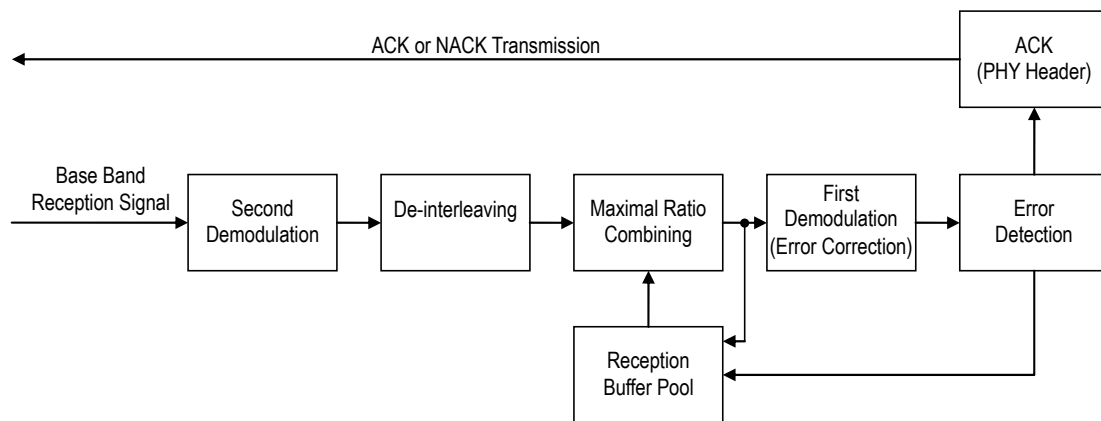 ACK or NACK Transmission
ACK
(PHY Header)
Base Band
Reception Signal
Second
Demodulation
De-interleaving
Maximal Ratio
Combining
First
Demodulation
(Error Correction)
Error
Detection
Reception
Buffer Pool